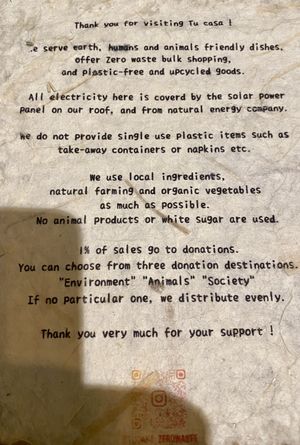 Thank you for visiting Tu casa !
.e serve earth, humans and animals friendly dishes,
offer Zero waste bulk shopping,
and plastic-free and upcycled goods.
All electricity here is coverd by the solar power
panel on our roof, and from natural energy company.
We do not provide single use plastic items such as
take-away containers or napkins etc.
We use local ingredients,
natural farming and organic vegetables
as much as possible.
No animal products or white sugar are used.
1% of sales go to donations.
You can choose from three donation destinations.
"Environment" "Animals" "Society"
If no particular one, we distribute evenly.
Thank you very much for your support !